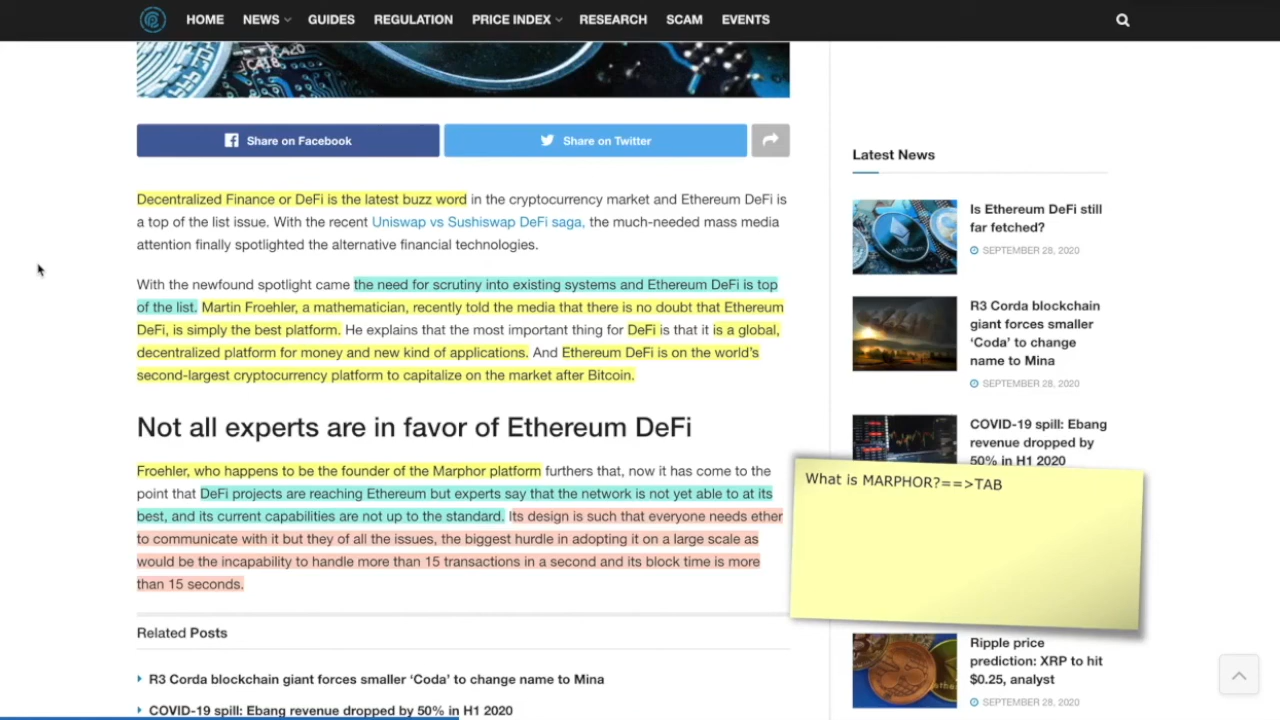 HOME NEWS GUIDES REGULATION PRICE INDEX RESEARCH SCAM EVENTS
Share on Facebook
Share on Twitter
Decentralized Finance or DeFi is the latest buzz word in the cryptocurrency market and Ethereum DeFi is
a top of the list issue. With the recent Uniswap vs Sushiswap DeFi saga, the much-needed mass media
attention finally spotlighted the alternative financial technologies.
With the newfound spotlight came the need for scrutiny into existing systems and Ethereum DeFi is top
of the list. Martin Froehler, a mathematician, recently told the media that there is no doubt that Ethereum
DeFi, is simply the best platform. He explains that the most important thing for DeFi is that it is a global,
decentralized platform for money and new kind of applications. And Ethereum DeFi is on the world's
second-largest cryptocurrency platform to capitalize on the market after Bitcoin.
Not all experts are in favor of Ethereum DeFi
Froehler, who happens to be the founder of the Marphor platform furthers that, now it has come to the
point that DeFi projects are reaching Ethereum but experts say that the network is not yet able to at its
best, and its current capabilities are not up to the standard. Its design is such that everyone needs ether
to communicate with it but they of all the issues, the biggest hurdle in adopting it on a large scale as
would be the incapability to handle more than 15 transactions in a second and its block time is more
than 15 seconds.
Related Posts
R3 Corda blockchain giant forces smaller ‘Coda’ to change name to Mina
COVID-19 spill: Ebang revenue dropped by 50% in H1 2020
Latest News
Is Ethereum DeFi still
far fetched?
SEPTEMBER 28, 2020
R3 Corda blockchain
giant forces smaller
‘Coda’ to change
name to Mina
SEPTEMBER 28, 2020
COVID-19 spill: Ebang
revenue dropped by
50% in H1 2020
What is MARPHOR?==>TAB
Ripple price
prediction: XRP to hit
$0.25, analyst
SEPTEMBER 28, 2020